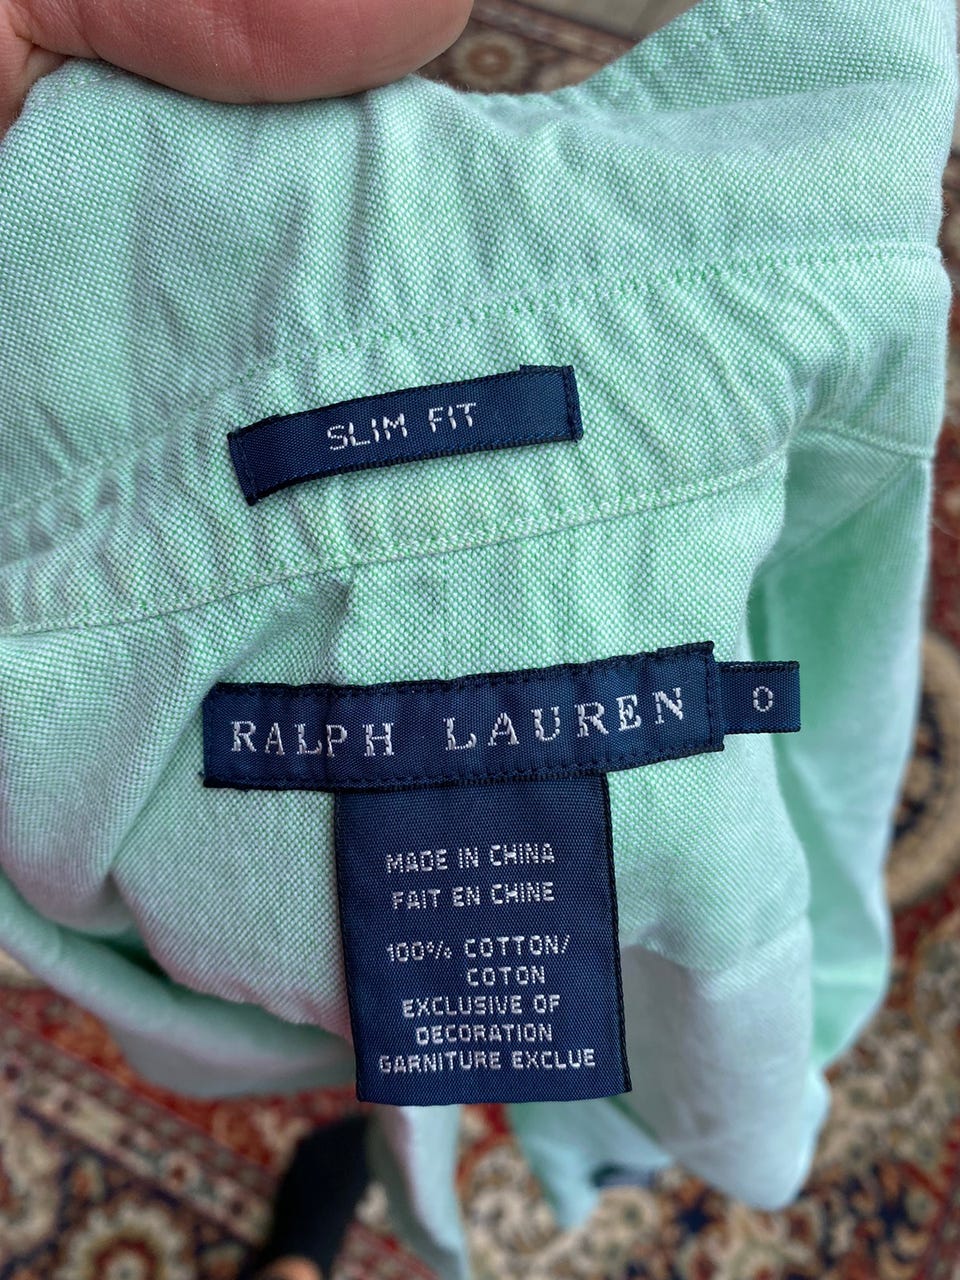 SLIM FIT
RALPH LAUREN 0
MADE IN CHINA
FAIT EN CHINE
100% COTTON/
COTON
EXCLUSIVE OF
DECORATION
GARNITURE EXCLUE